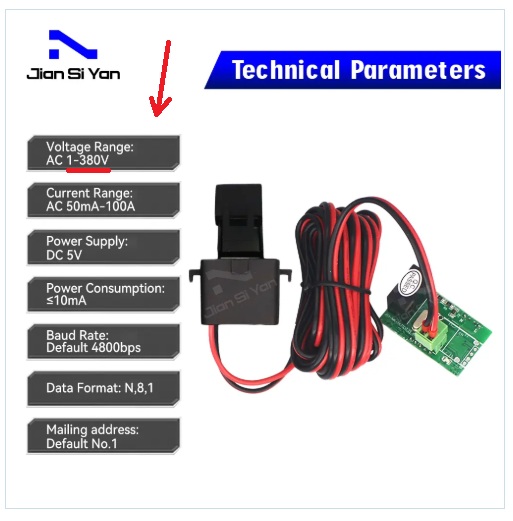 Jian Si Yan
Technical Parameters
Voltage Range:
AC 1-380V
Current Range:
AC 50mA-100A
Power Supply:
DC 5V
Power Consumption:
≤10mA
Baud Rate:
Default 4800bps
Data Format: N,8,1
Mailing address:
Default No.1
Jian Si Yan